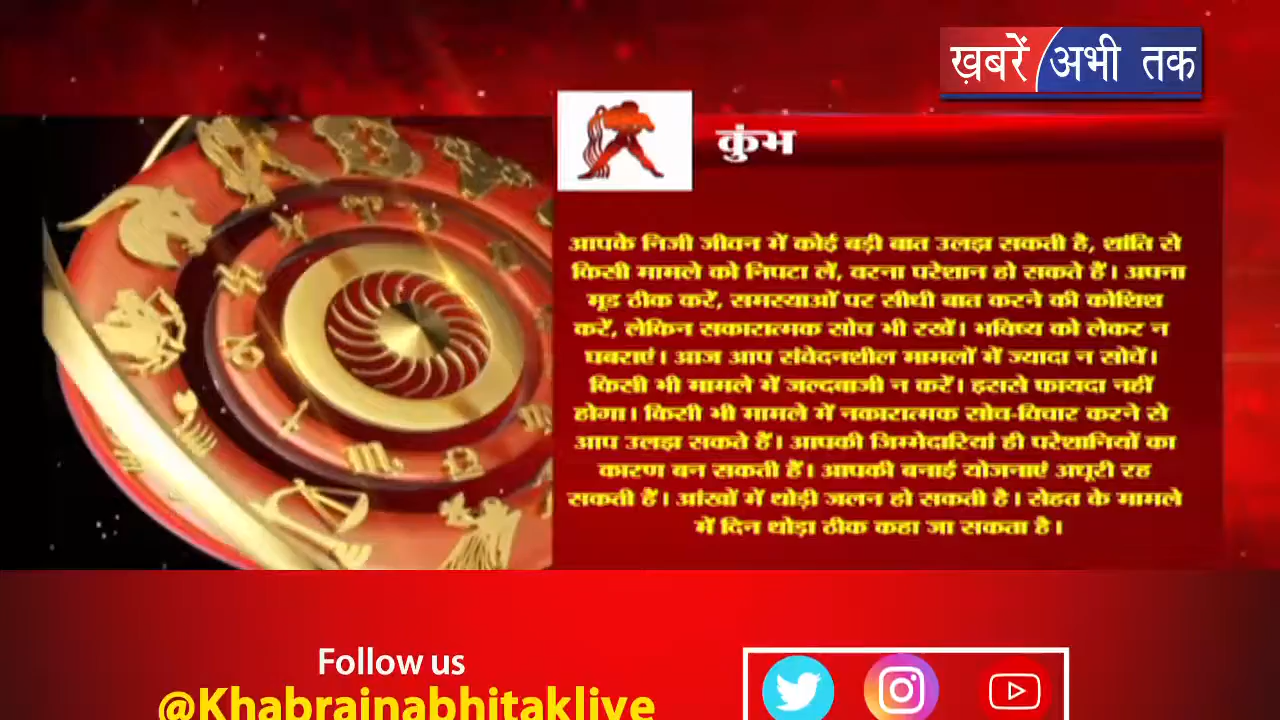 ख़बरें अभी तक
कुंभ
आपके निजी जीवन में कोई बड़ी बात उलझ सकती है, शांति से
किसी मामले को निपटा लें, वरना परेशान हो सकते हैं। अपना
मूड ठीक करें, समस्याओं पर सीधी बात करने की कोशिश
करें, लेकिन सकारात्मक सोच भी रखें। भविष्य को लेकर न
घबराएं। आज आप संवेदनशील मामलों में ज्यादा न सोचें।
किसी भी मामले में जल्दबाजी न करें। इससे फायदा नहीं
होगा। किसी भी मामले में नकारात्मक सोच-विचार करने से
आप उलझ सकते हैं। आपकी जिम्मेदारियां ही परेशानियों का
कारण बन सकती हैं। आपकी बनाई योजनाएं अधूरी रह
सकती हैं। आंखों में थोड़ी जलन हो सकती है। सेहत के मामले
में दिन थोड़ा ठीक कहा जा सकता है।
Follow us
@Khabrainabhitaklive